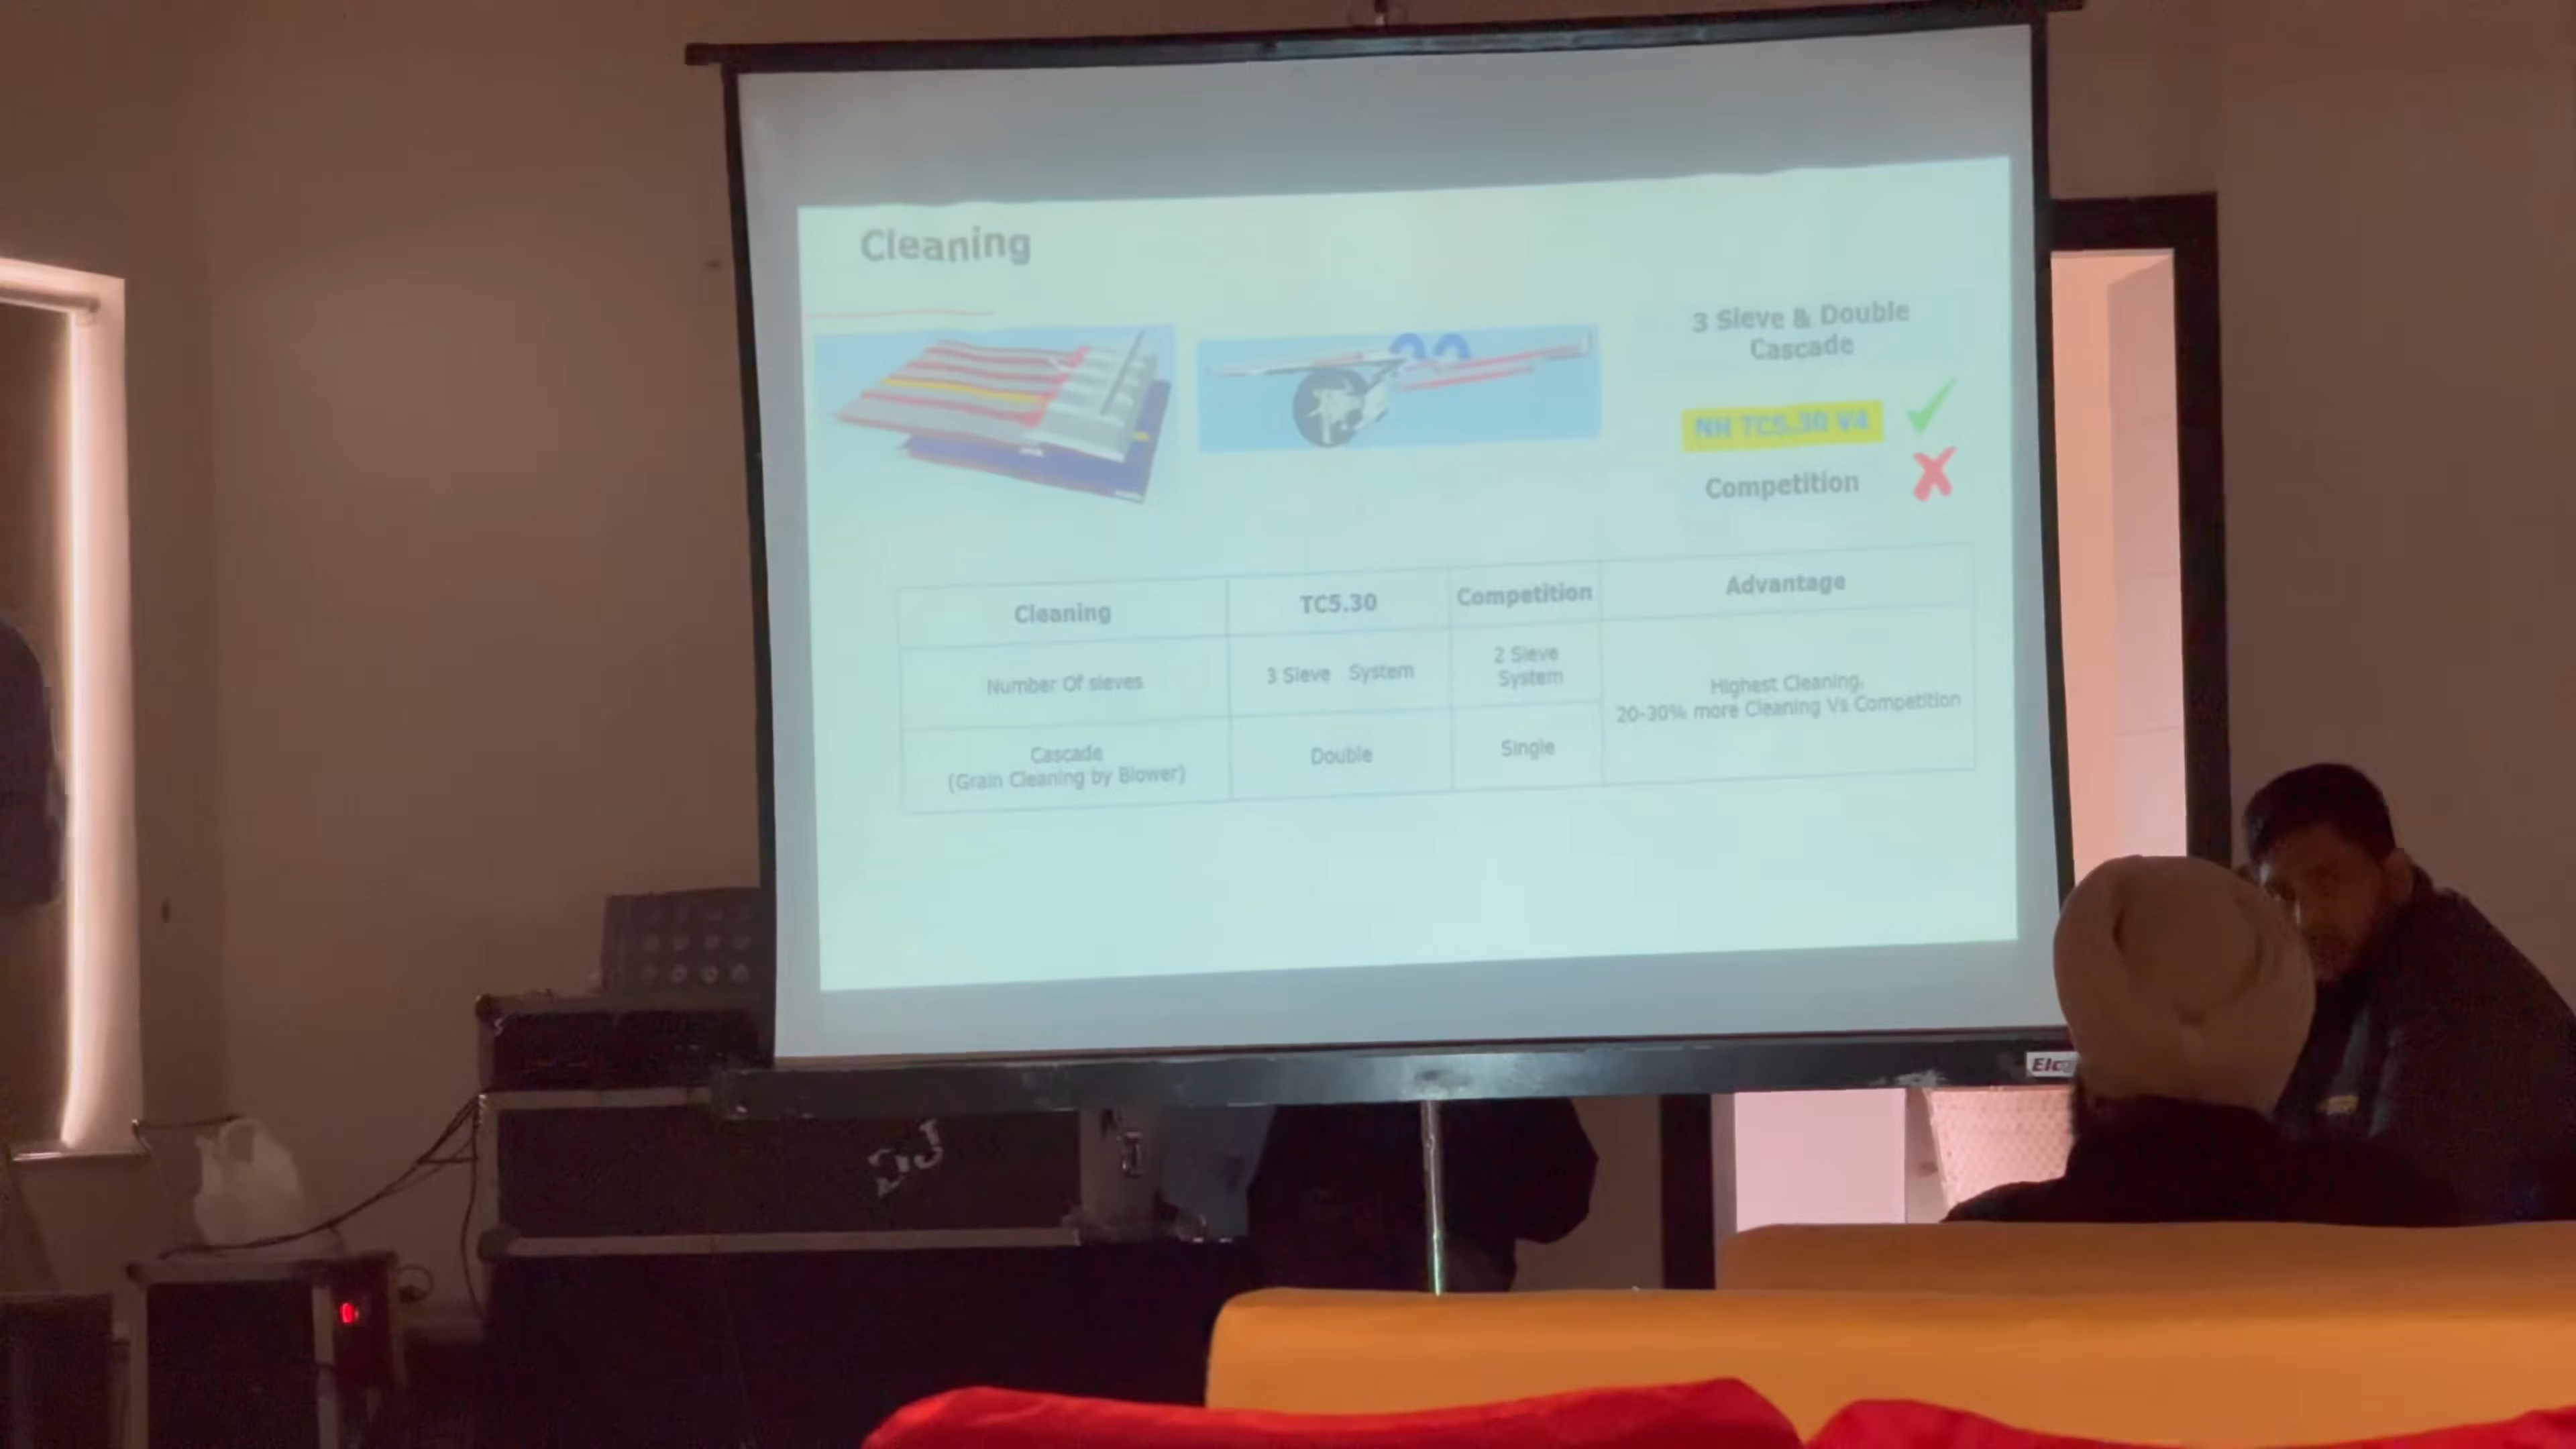 Cleaning
3 Sieve & Double
Cascade
NH TC5.30 V4
Competition
Cleaning
TC5.30
Competition
Advantage
Number Of sieves
3 Sieve System
2 Sieve
System
Highest Cleaning,
20-30% more Cleaning Vs Competition
Cascade
(Grain Cleaning by Blower)
Double
Single
DJ